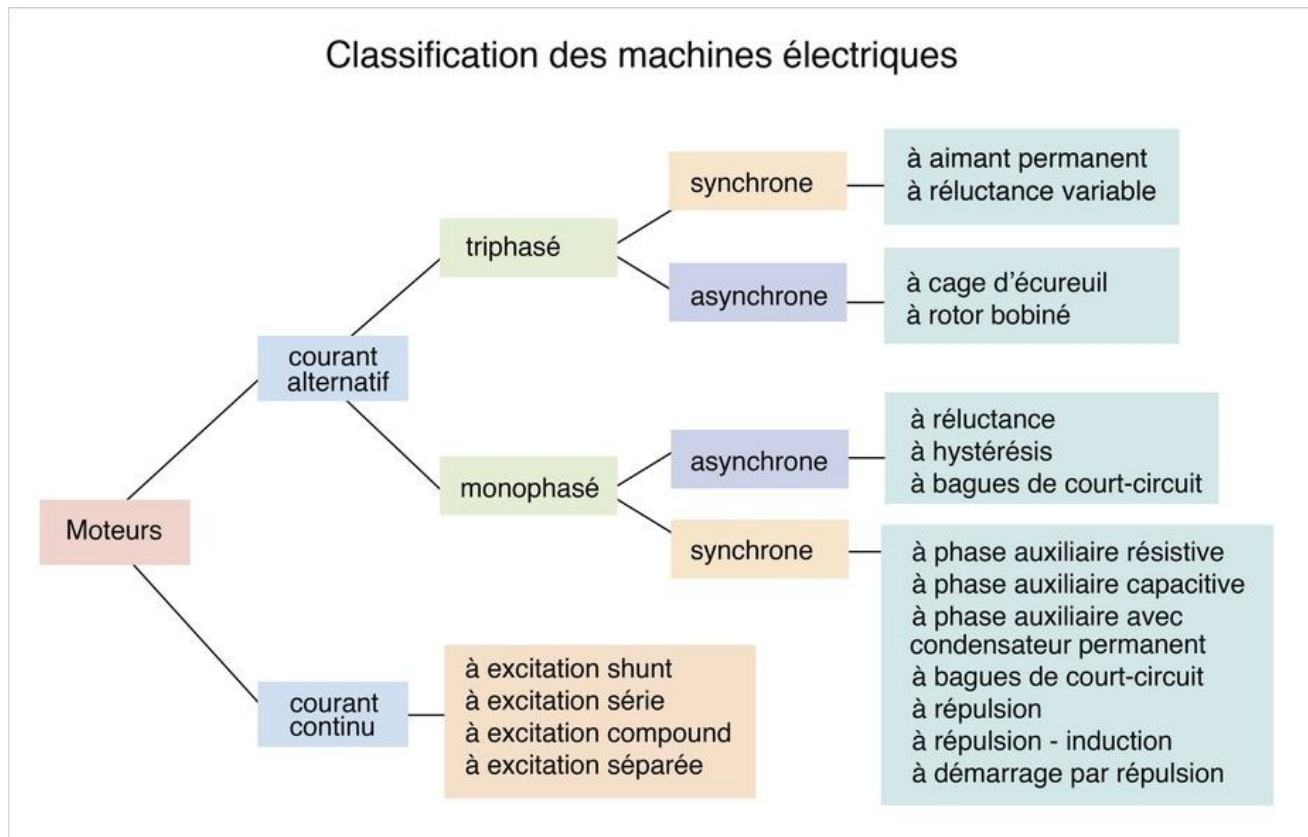 Classification des machines électriques
synchrone
à aimant permanent
à réluctance variable
triphasé
asynchrone
à cage d'écureuil
à rotor bobiné
courant
alternatif
monophasé
asynchrone
à réluctance
à hystérésis
à bagues de court-circuit
synchrone
à phase auxiliaire résistive
à phase auxiliaire capacitive
à phase auxiliaire avec
condensateur permanent
à bagues de court-circuit
à répulsion
à répulsion - induction
à démarrage par répulsion
Moteurs
courant
continu
à excitation shunt
à excitation série
à excitation compound
à excitation séparée